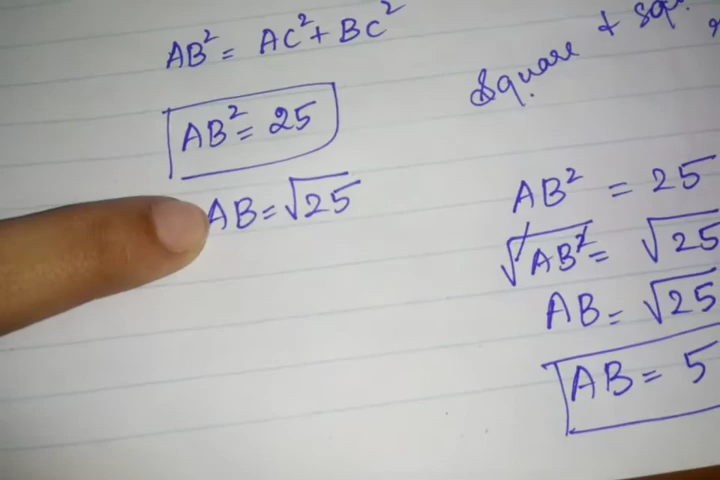 AB² = AC² + BC²
AB² = 25
AB = √25
Square +
AB² = 25
√AB² = √25
AB = √25
AB = 5